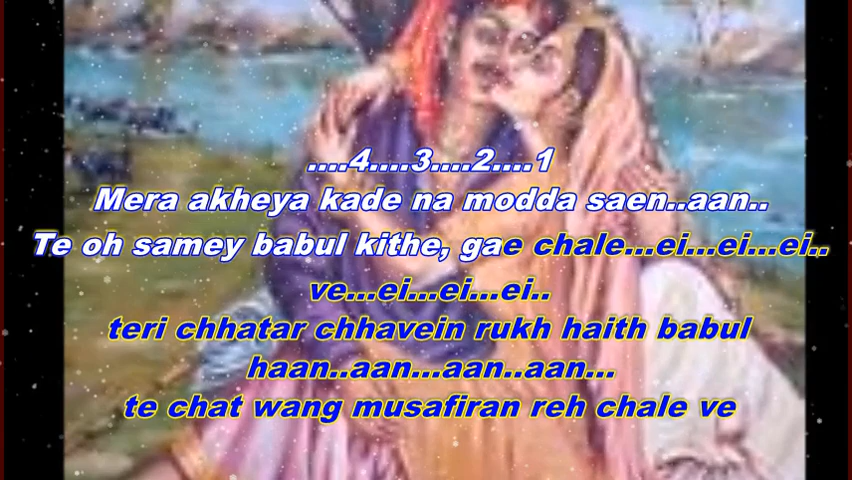 ....4....3....2....1
Mera akheya kade na modda saen..aan..
Te oh samey babul kithe, gae chale...ei...ei...ei..
ve...ei...ei...ei..
teri chhatar chhavein rukh haith babul
haan..aan...aan..aan...
te chat wang musafiran reh chale ve